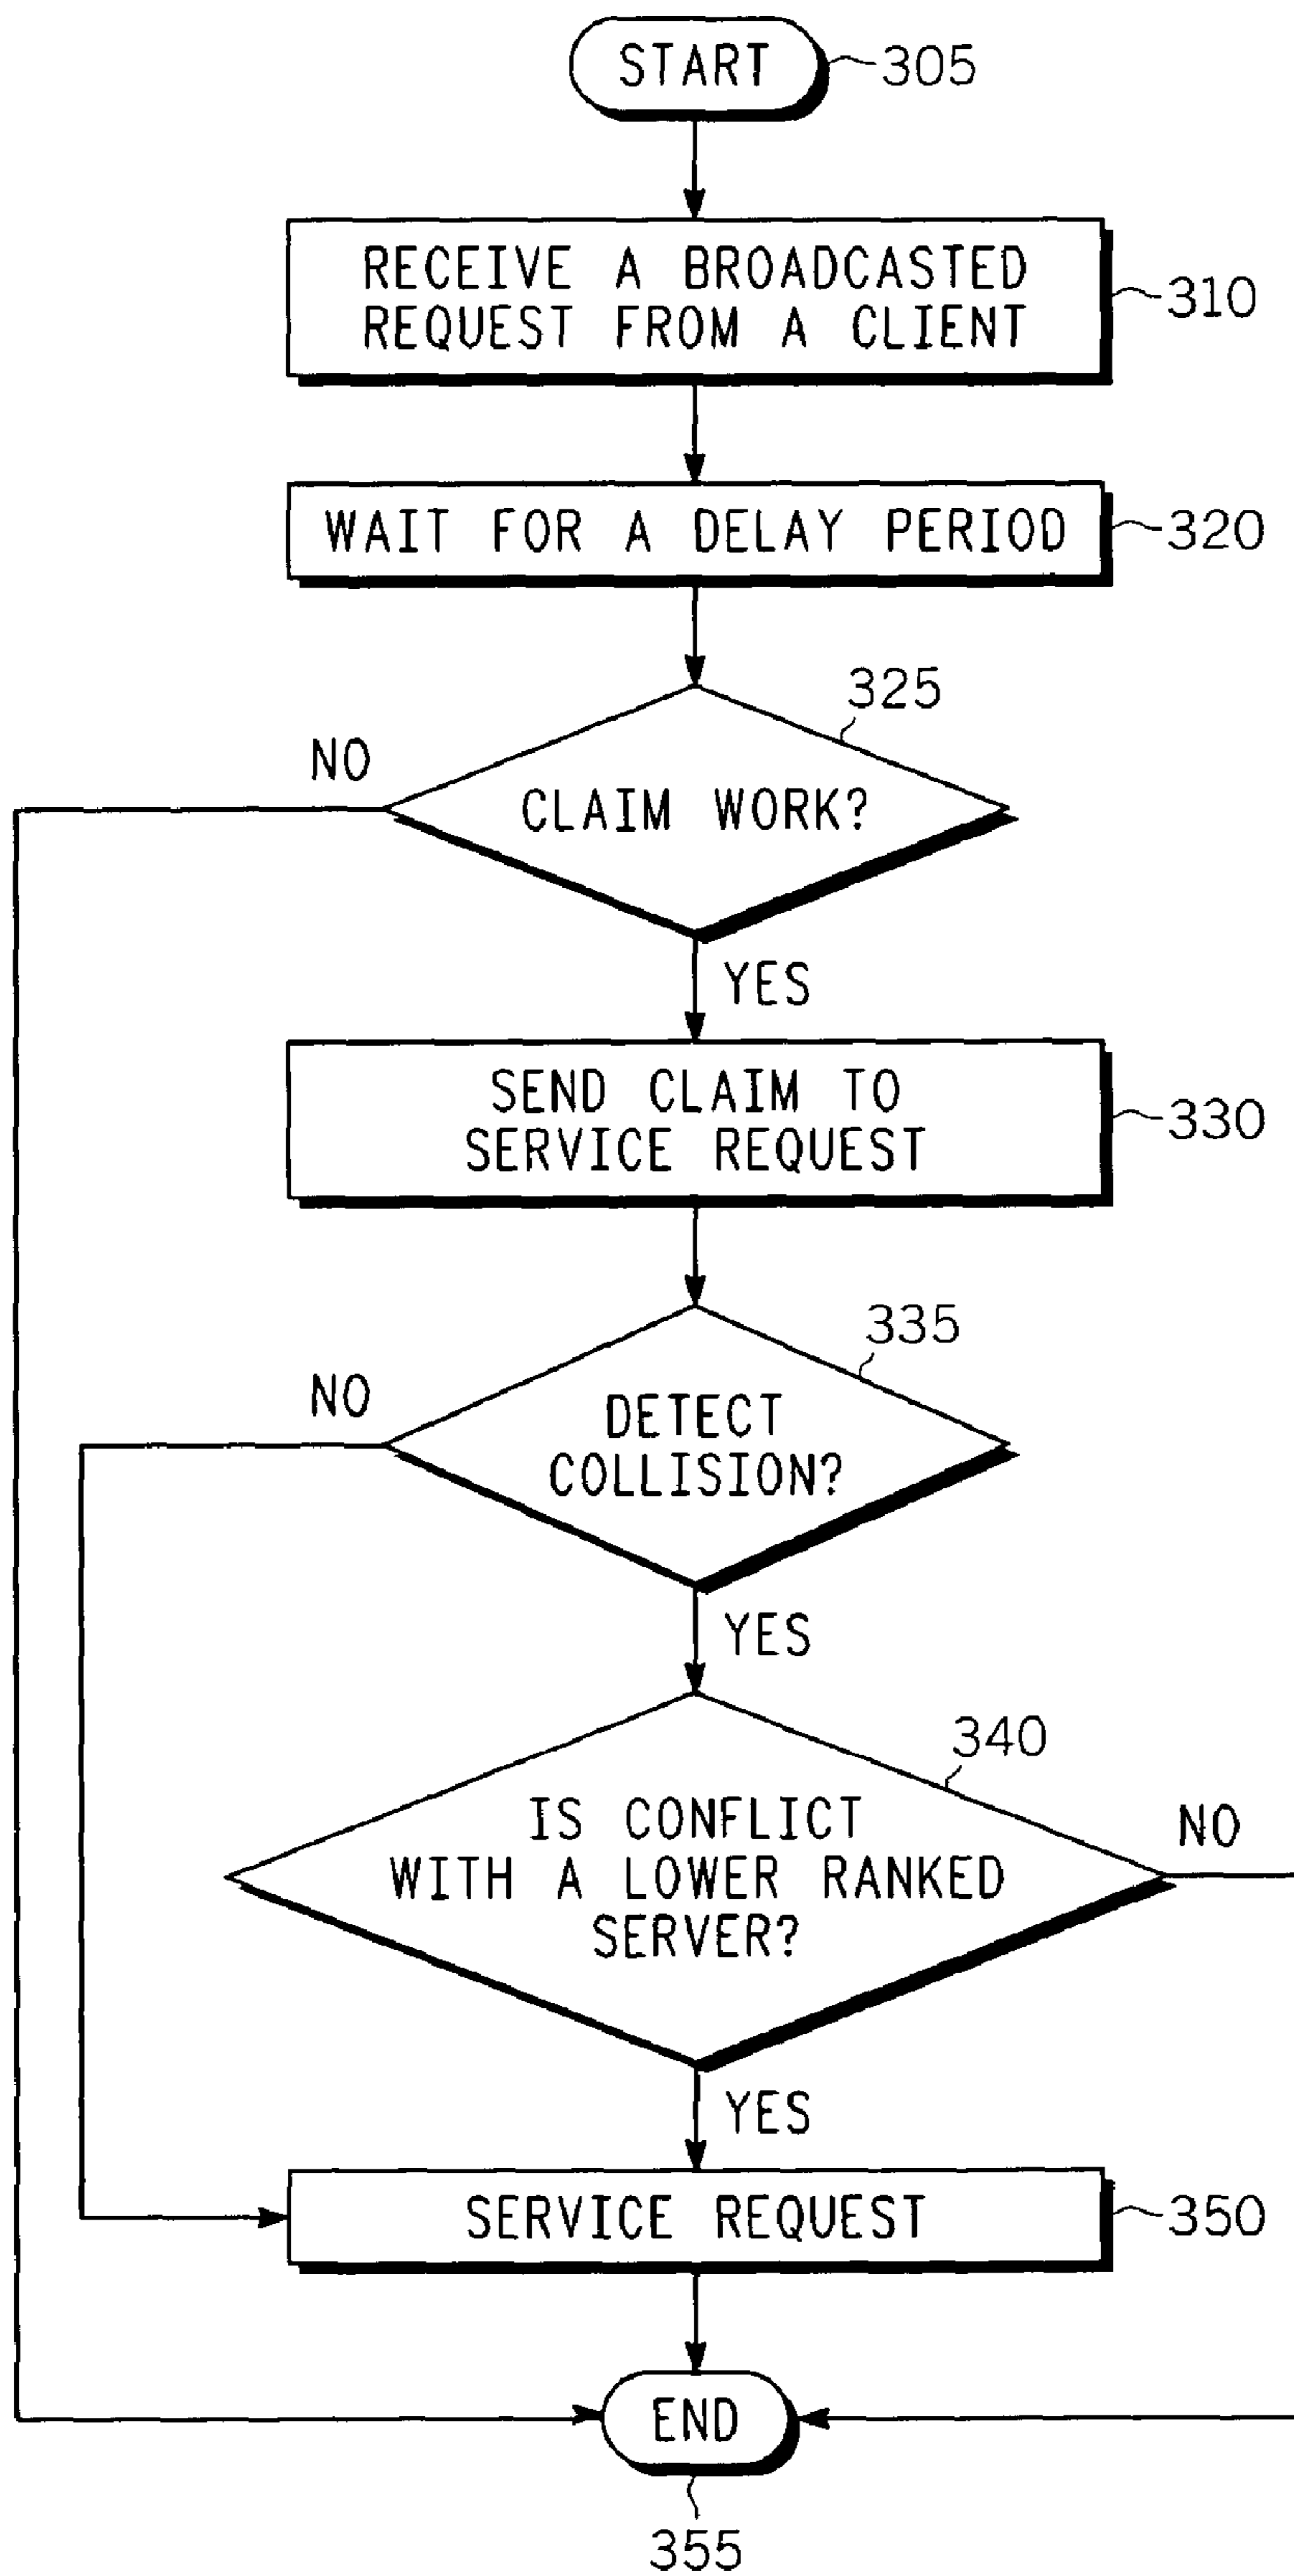 START
305
RECEIVE A BROADCASTED
REQUEST FROM A CLIENT
310
WAIT FOR A DELAY PERIOD
320
325
NO
CLAIM WORK?
YES
SEND CLAIM TO
SERVICE REQUEST
330
335
NO
DETECT
COLLISION?
YES
340
IS CONFLICT
WITH A LOWER RANKED
SERVER?
NO
YES
SERVICE REQUEST
350
END
355